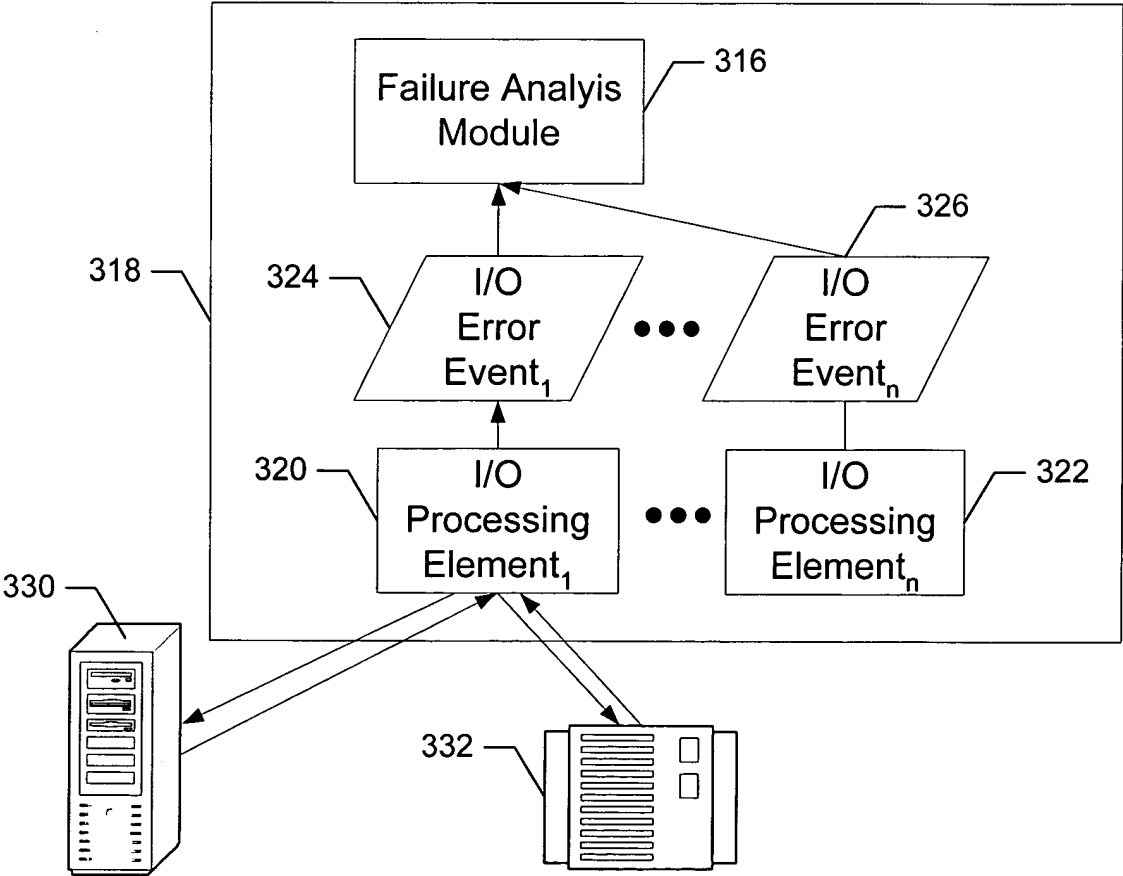 Failure Analyis
Module
316
318
324
I/O
Error
Event1
326
I/O
Error
Eventn
320
I/O
Processing
Element1
322
I/O
Processing
Elementn
330
332